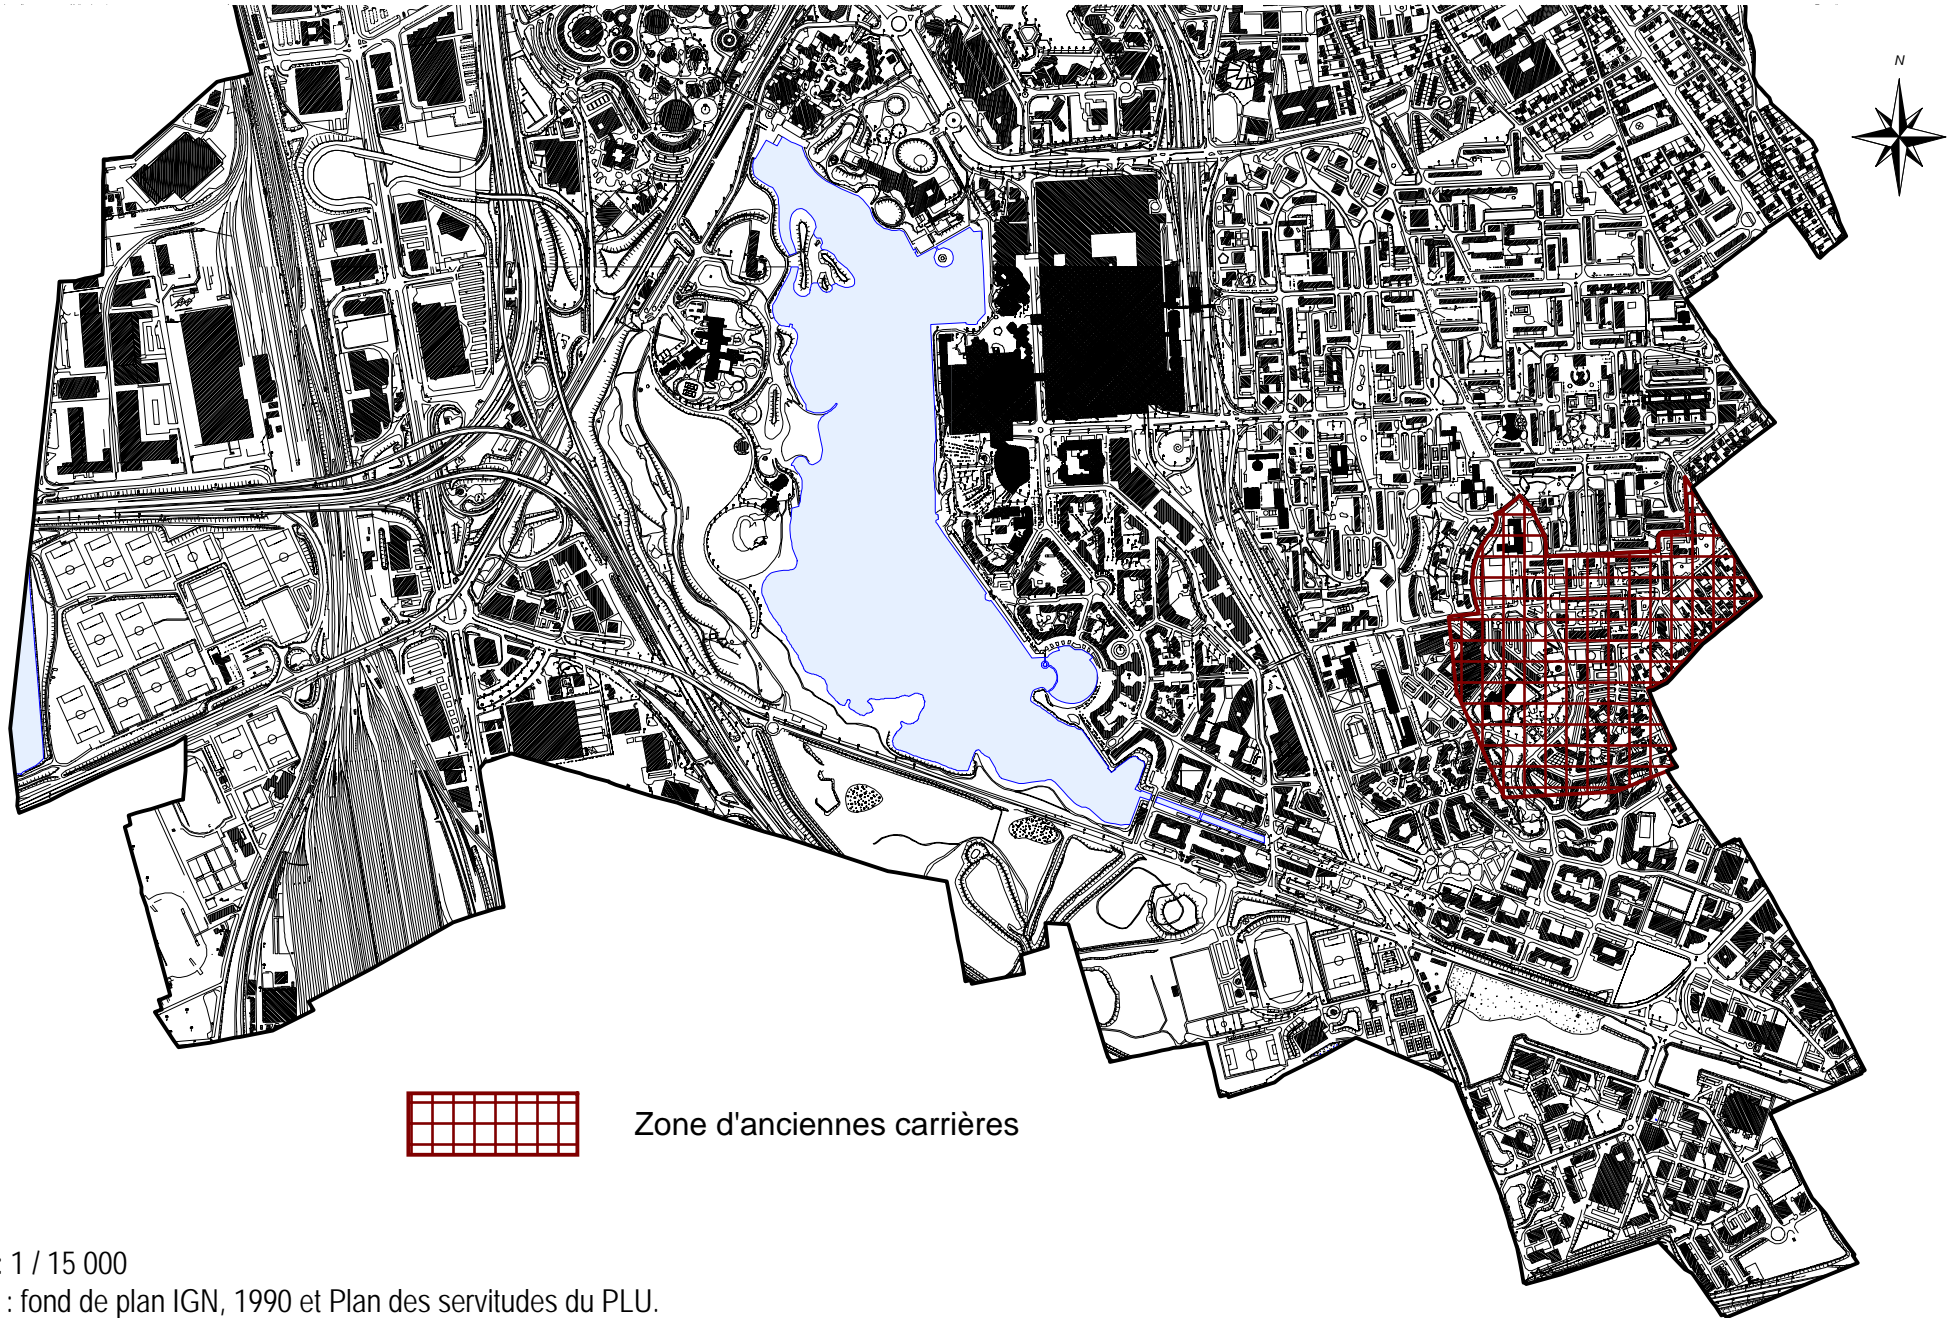 N
Zone d'anciennes carrières
: 1 / 15 000
: fond de plan IGN, 1990 et Plan des servitudes du PLU.